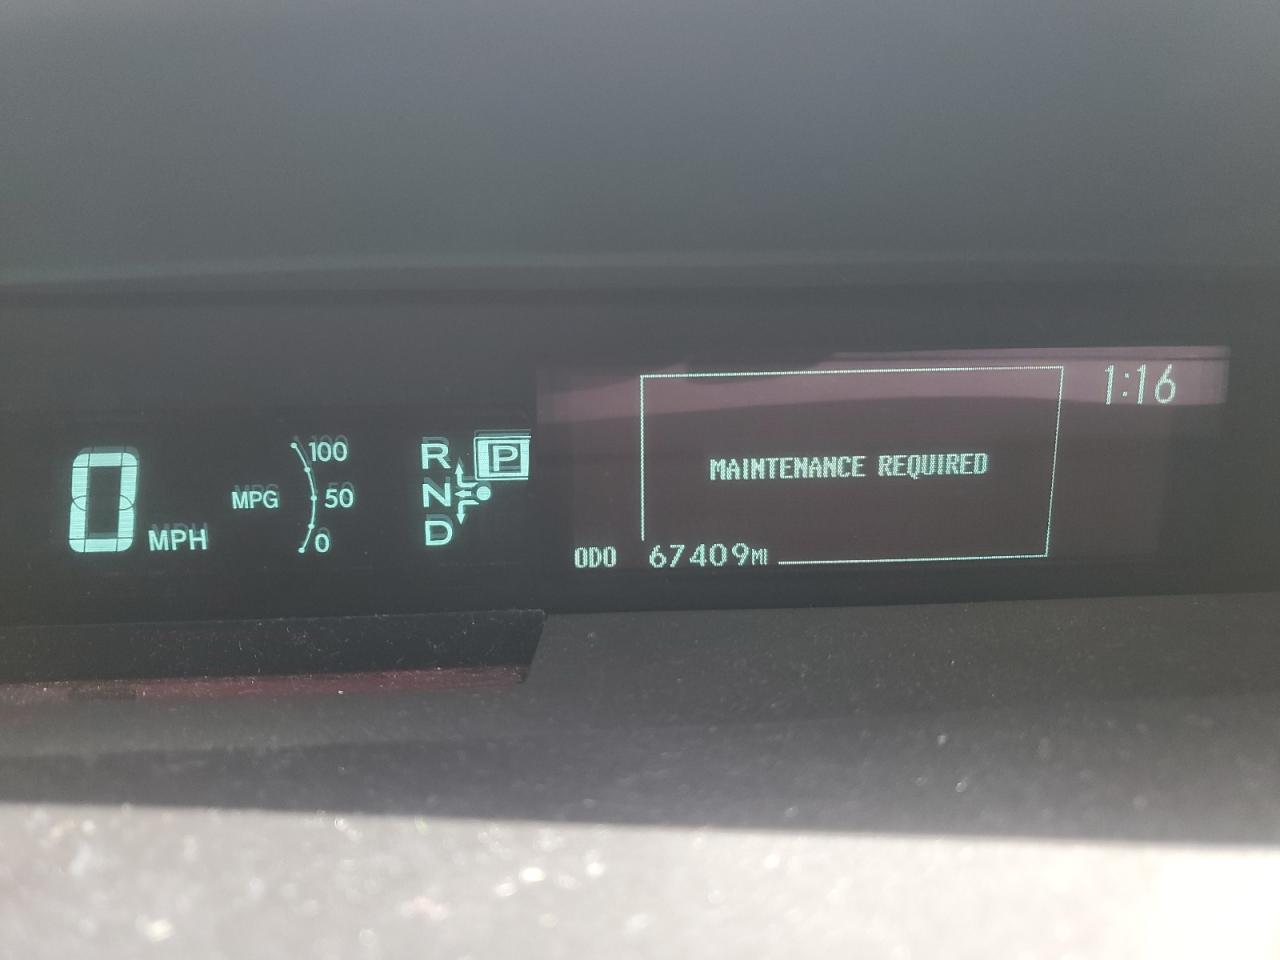 1:16
MAINTENANCE REQUIRED
0 MPH
MPG
100
50
0
R
N
D
P
ODO 67409MI